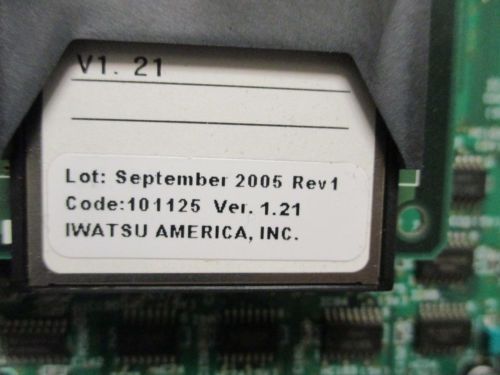 V1. 21
Lot: September 2005 Rev1
Code:101125 Ver. 1.21
IWATSU AMERICA, INC.